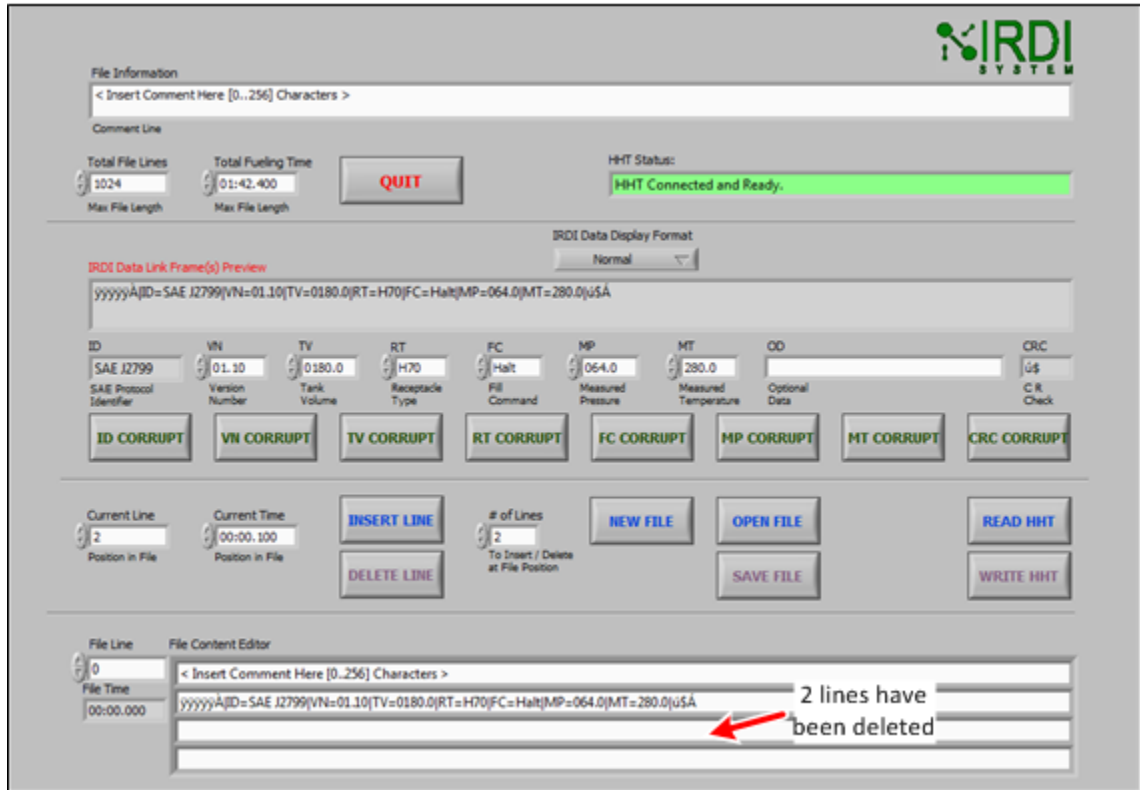 IRDI
SYSTEM
File Information
< Insert Comment Here [0..256] Characters >
Comment Line
Total File Lines
Total Fueling Time
HHT Status:
1024
01:42.400
QUIT
HHT Connected and Ready.
Max File Length
Max File Length
IRDI Data Display Format
Normal
IRDI Data Link Frame(s) Preview
ÿÿÿÿÿÀ|ID=SAE J2799|VN=01.10|TV=0180.0|RT=H70|FC=Halt|MP=064.0|MT=280.0|ú$Á
ID VN TV RT FC MP MT OD CRC
SAE J2799 01.10 0180.0 H70 Halt 064.0 280.0 ú$
SAE Protocol Identifier
Version Number
Tank Volume
Receptacle Type
Fill Command
Measured Pressure
Measured Temperature
Optional Data
C R Check
ID CORRUPT VN CORRUPT TV CORRUPT RT CORRUPT FC CORRUPT MP CORRUPT MT CORRUPT CRC CORRUPT
Current Line
2
Position in File
Current Time
00:00.100
Position in File
INSERT LINE
DELETE LINE
# of Lines
2
To Insert / Delete
at File Position
NEW FILE
OPEN FILE
SAVE FILE
READ HHT
WRITE HHT
File Line
0
File Time
00:00.000
File Content Editor
< Insert Comment Here [0..256] Characters >
ÿÿÿÿÿÀ|ID=SAE J2799|VN=01.10|TV=0180.0|RT=H70|FC=Halt|MP=064.0|MT=280.0|ú$Á
2 lines have
been deleted